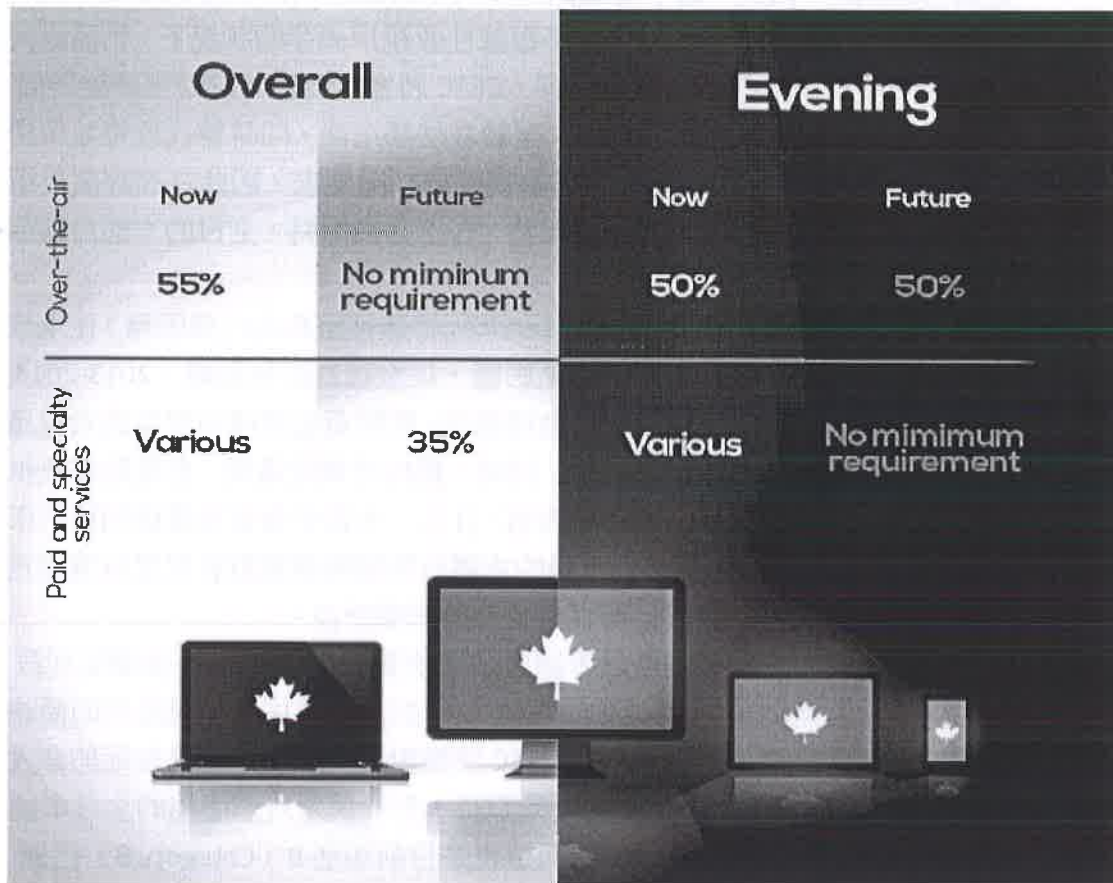 Overall
Evening
Over-the-air
Now
Future
Now
Future
55%
No miminum
requirement
50%
50%
Paid and specialty
services
Various
35%
Various
No mimimum
requirement